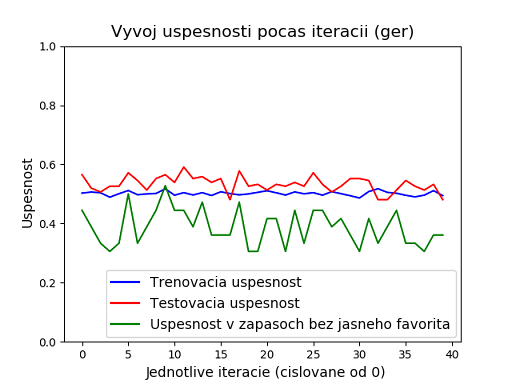 Vyvoj uspesnosti pocas iteracii (ger)
1.0
0.8
0.6
0.4
0.2
0.0
Uspesnost
Trenovacia uspesnost
Testovacia uspesnost
Uspesnost v zapasoch bez jasneho favorita
0 5 10 15 20 25 30 35 40
Jednotlive iteracie (cislovane od 0)